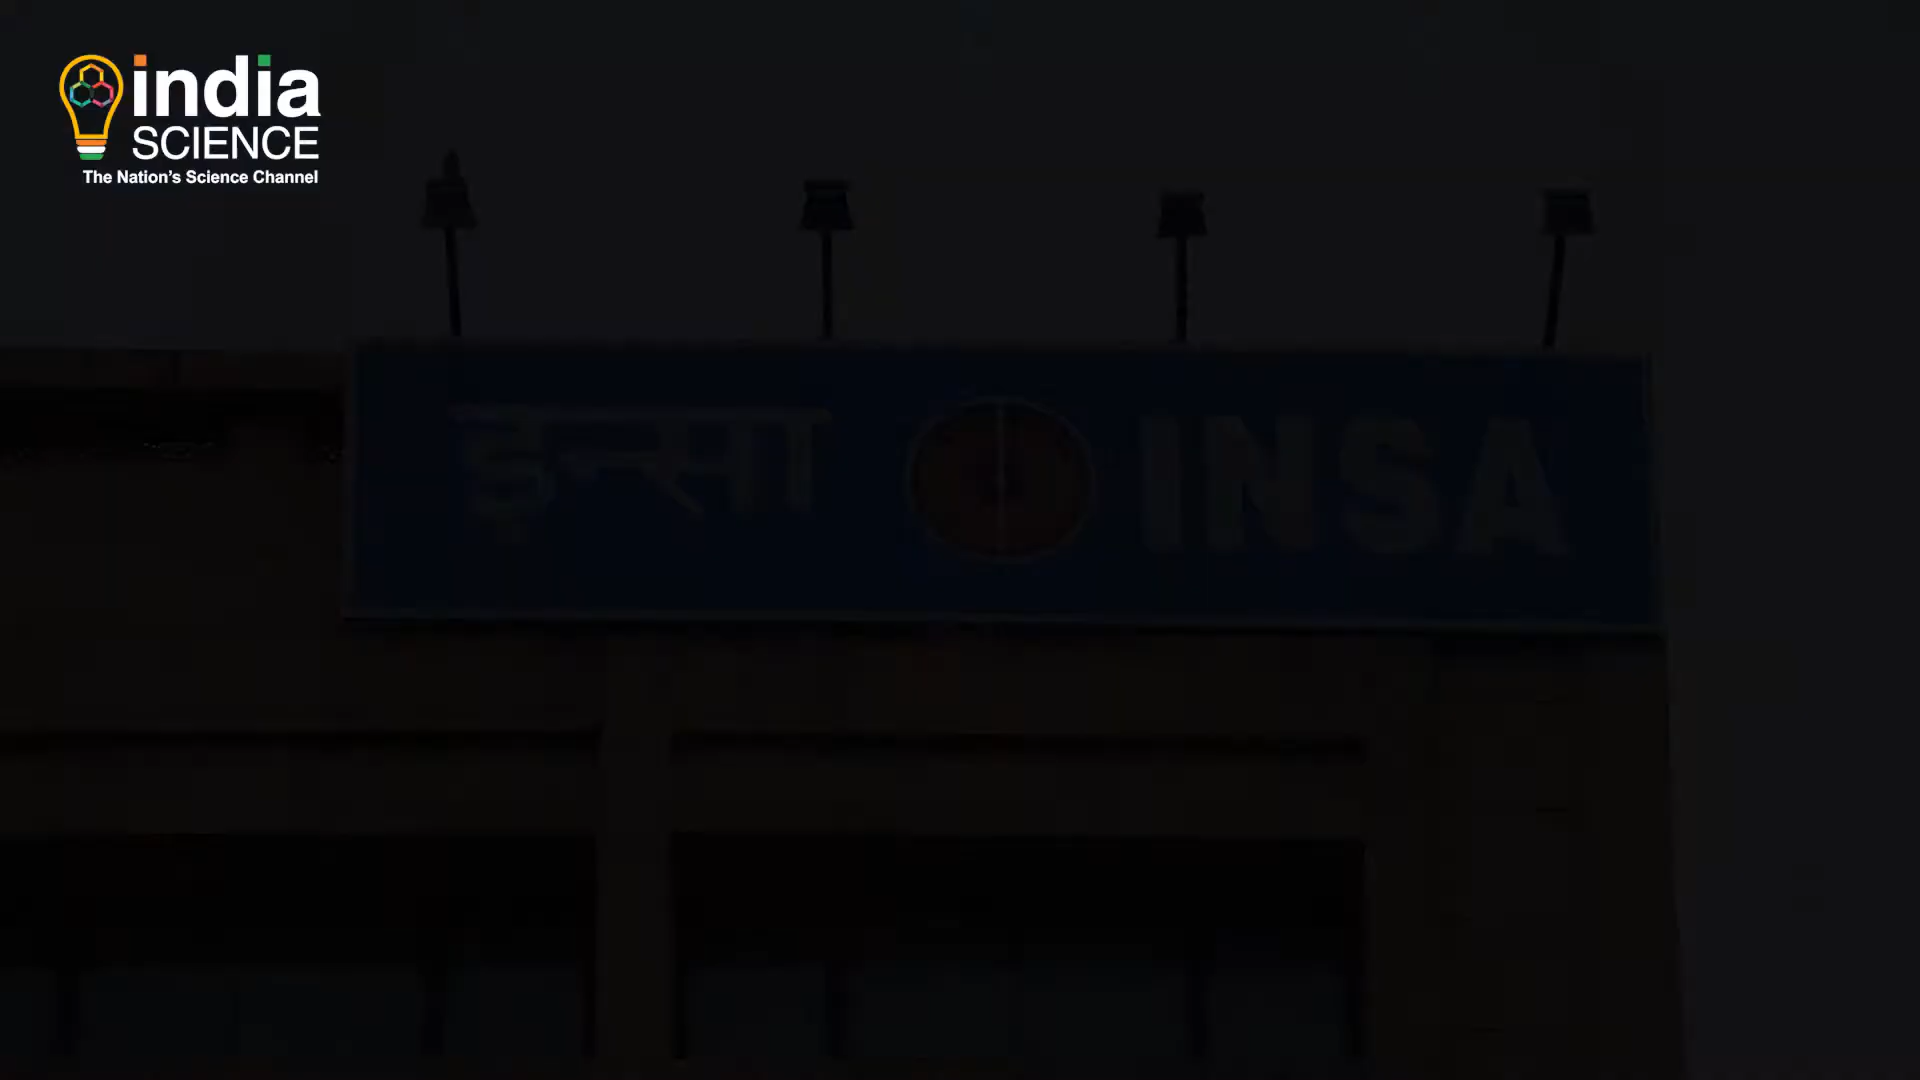 india
SCIENCE
The Nation's Science Channel
इन्सा INSA